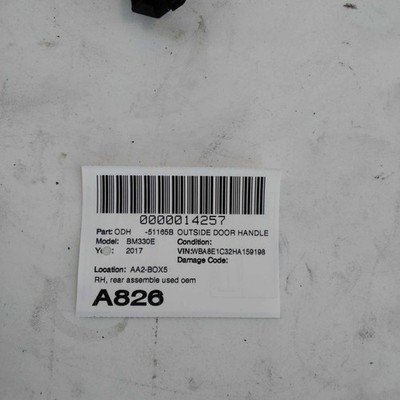 0000014257
Part: ODH -51165B OUTSIDE DOOR HANDLE
Model: BM330E Condition:
2017 VIN:WBA8E1C32HA159198
Damage Code:
Location: AA2-BOX5
RH, rear assemble used oem
A826